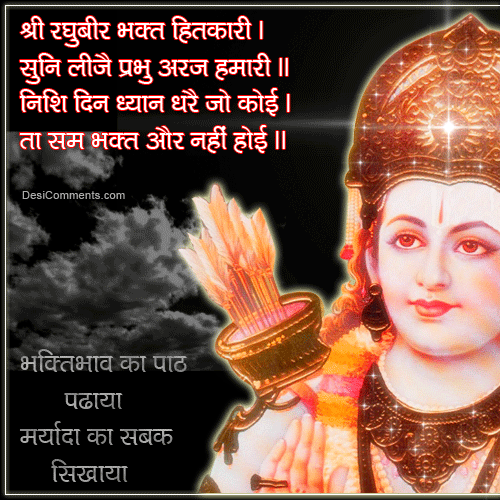 श्री रघुबीर भक्त हितकारी ।
सुनि लीजै प्रभु अरज हमारी ॥
निशि दिन ध्यान धरै जो कोई ।
ता सम भक्त और नहीं होई ॥
DesiComments.com
भक्तिभाव का पाठ
पढाया
मर्यादा का सबक
सिखाया